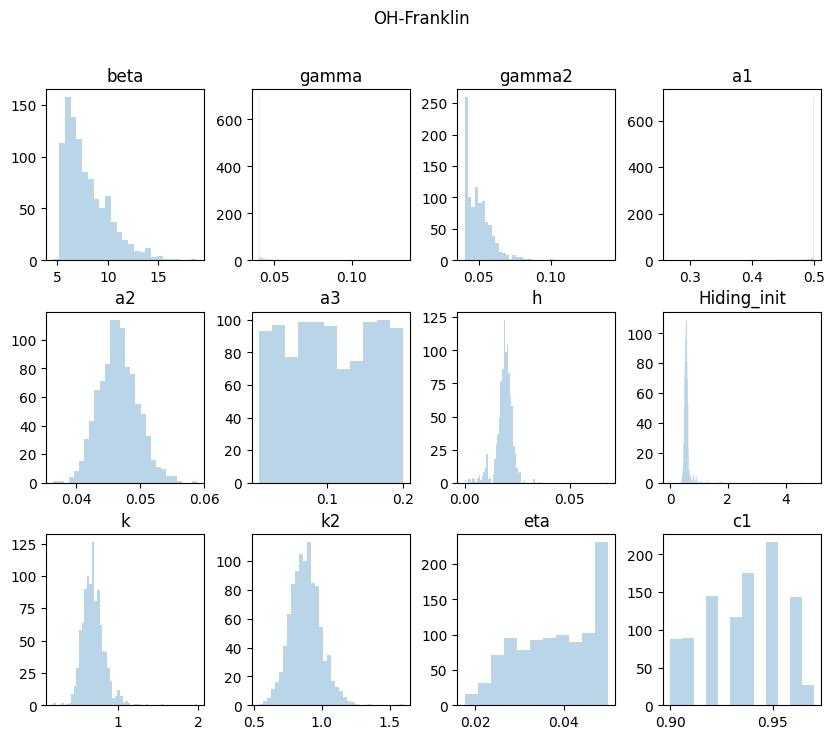 OH-Franklin
beta gamma gamma2 a1
150 100 50 0
5 10 15
600 400 200 0
0.05 0.10
250 200 150 100 50 0
0.05 0.10
600 400 200 0
0.3 0.4 0.5
a2 a3 h Hiding_init
100 80 60 40 20 0
0.04 0.05 0.06
100 80 60 40 20 0
0.1 0.2
125 100 75 50 25 0
0.00 0.05
100 80 60 40 20 0
0 2 4
k k2 eta c1
125 100 75 50 25 0
1 2
100 80 60 40 20 0
0.5 1.0 1.5
200 150 100 50 0
0.02 0.04
200 150 100 50 0
0.90 0.95